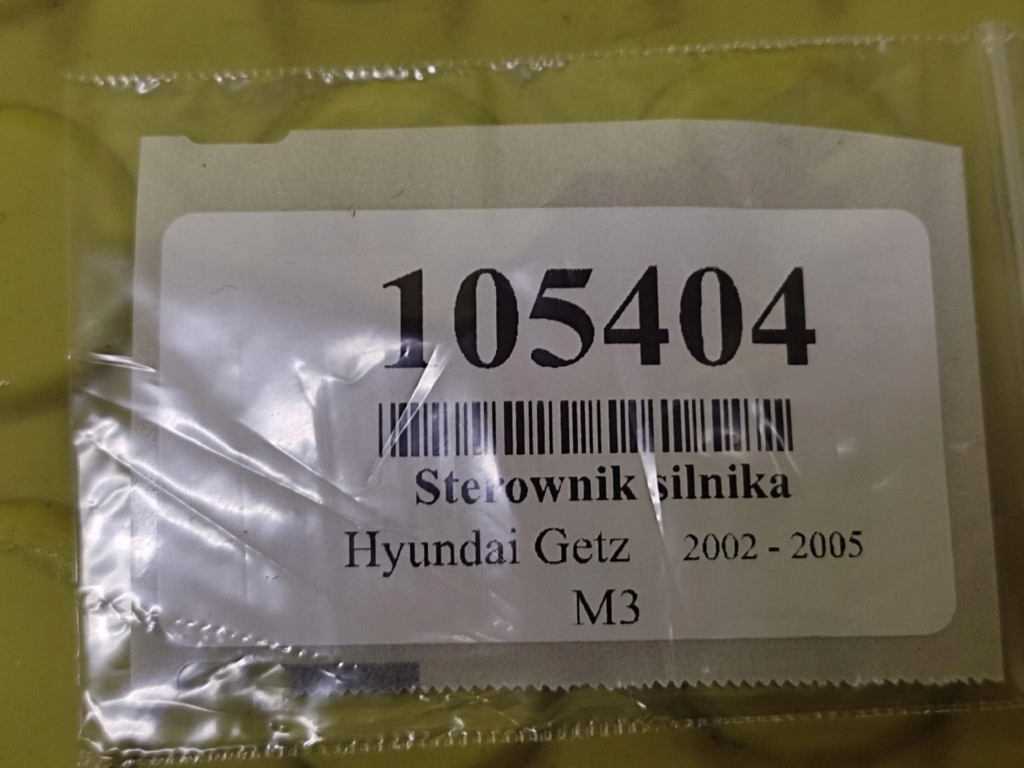 105404
Sterownik silnika
Hyundai Getz 2002 - 2005
M3